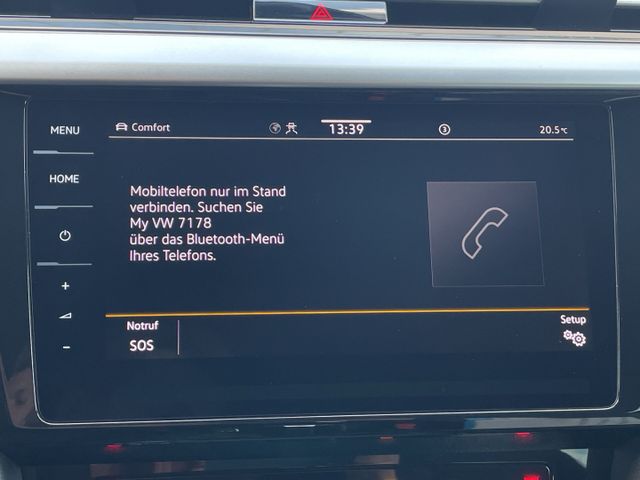 MENU
Comfort
13:39
3
20.5°C
HOME
Mobiltelefon nur im Stand
verbinden. Suchen Sie
My VW 7178
über das Bluetooth-Menü
Ihres Telefons.
+
-
Notruf
SOS
Setup